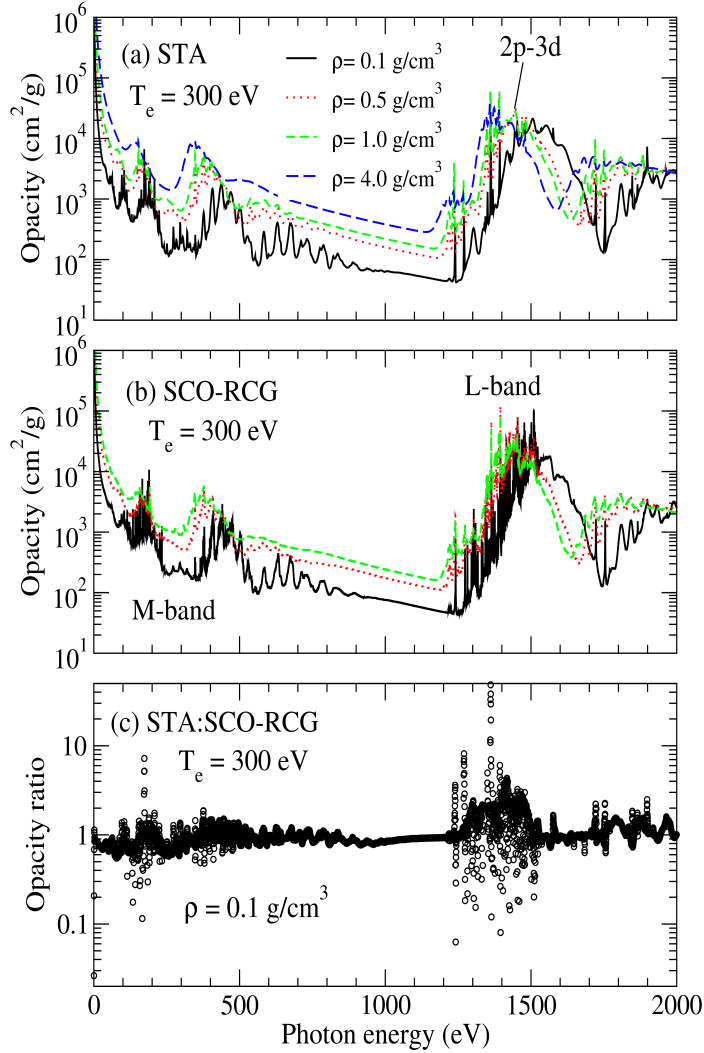 10^6
(a) STA
2p-3d
ρ= 0.1 g/cm^3
10^5
T_e = 300 eV
ρ= 0.5 g/cm^3
10^4
ρ= 1.0 g/cm^3
10^3
ρ= 4.0 g/cm^3
10^2
10^1
Opacity (cm^2/g)
10^6
(b) SCO-RCG
L-band
10^5
T_e = 300 eV
10^4
10^3
10^2
M-band
10^1
Opacity (cm^2/g)
(c) STA:SCO-RCG
10
T_e = 300 eV
1
ρ = 0.1 g/cm^3
0.1
Opacity ratio
0 500 1000 1500 2000
Photon energy (eV)